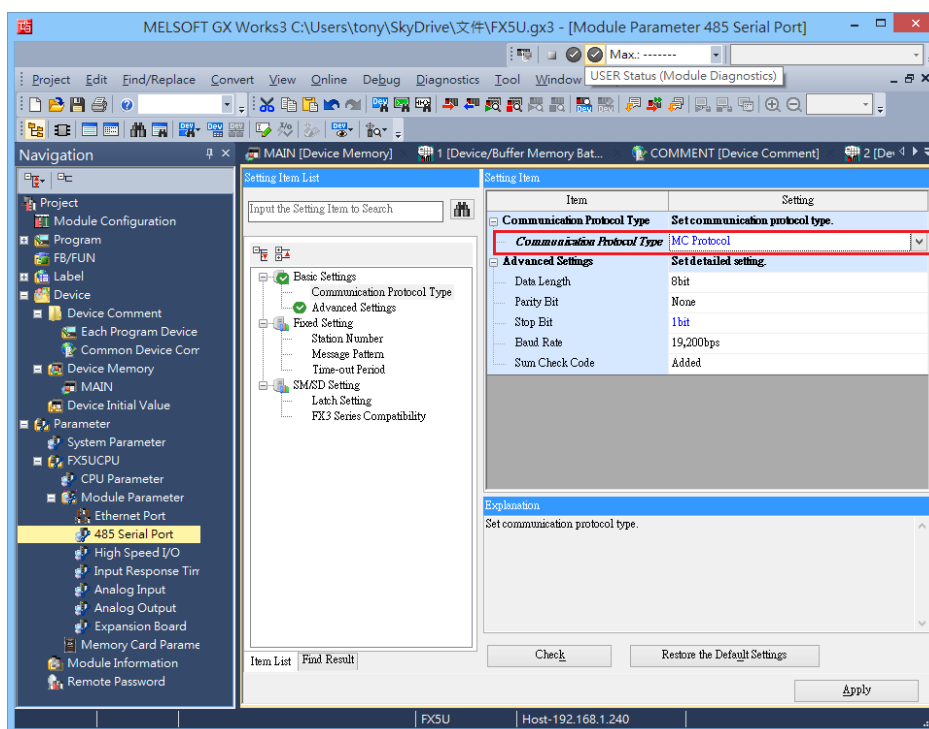 MELSOFT GX Works3 C:\Users\tony\SkyDrive\文件\FX5U.gx3 - [Module Parameter 485 Serial Port]
Max.: -------
Project Edit Find/Replace Convert View Online Debug Diagnostics Tool Window
USER Status (Module Diagnostics)
Navigation
MAIN [Device Memory]
1 [Device/Buffer Memory Bat...
COMMENT [Device Comment]
2 [De
Project
Module Configuration
Program
FB/FUN
Label
Device
Device Comment
Each Program Device
Common Device Com
Device Memory
MAIN
Device Initial Value
Parameter
System Parameter
FX5UCPU
CPU Parameter
Module Parameter
Ethernet Port
485 Serial Port
High Speed I/O
Input Response Tim
Analog Input
Analog Output
Expansion Board
Memory Card Parame
Module Information
Remote Password
Setting Item List
Input the Setting Item to Search
Basic Settings
Communication Protocol Type
Advanced Settings
Fixed Setting
Station Number
Message Pattern
Time-out Period
SM/SD Setting
Latch Setting
FX3 Series Compatibility
Item List
Find Result
Setting Item
Item Setting
Communication Protocol Type Set communication protocol type.
Communication Protocol Type MC Protocol
Advanced Settings Set detailed setting.
Data Length 8bit
Parity Bit None
Stop Bit 1bit
Baud Rate 19,200bps
Sum Check Code Added
Explanation
Set communication protocol type.
Check
Restore the Default Settings
Apply
FX5U
Host-192.168.1.240